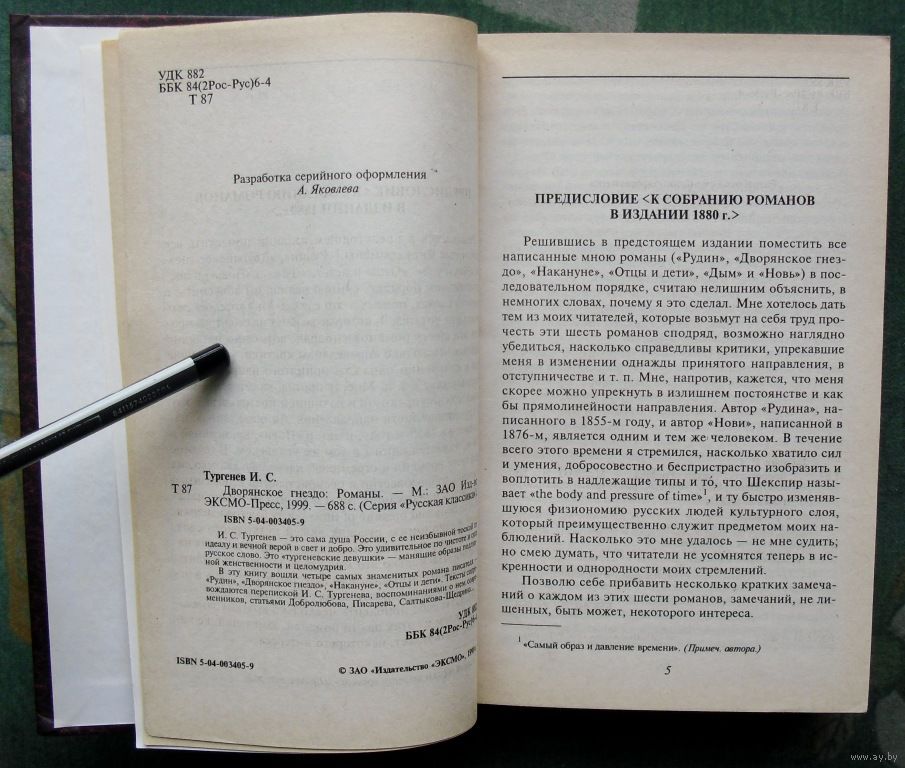 УДК 882
ББК 84(2Рос-Рус)6-4
Т 87
Разработка серийного оформления
А. Яковлева
Тургенев И. С.
Т 87 Дворянское гнездо: Романы. — М.: ЗАО Изд-
ЭКСМО-Пресс, 1999. — 688 с. (Серия «Русская классика»
ISBN 5-04-003405-9
И. С. Тургенев — это сама душа России, с ее неизбывной тоской
идеалу и вечной верой в свет и добро. Это удивительное по чистоте и
русское слово. Это «тургеневские девушки» — манящие образы
ной женственности и целомудрия.
В эту книгу вошли четыре самых знаменитых романа писателя
«Рудин», «Дворянское гнездо», «Накануне», «Отцы и дети». Тексты
вождаются перепиской И. С. Тургенева, воспоминаниями о нем
менников, статьями Добролюбова, Писарева, Салтыкова-Щедрина
УДК 882
ББК 84(2Рос-Рус)6-
ISBN 5-04-003405-9
© ЗАО «Издательство «ЭКСМО»,
ПРЕДИСЛОВИЕ <К СОБРАНИЮ РОМАНОВ
В ИЗДАНИИ 1880 г.>
Решившись в предстоящем издании поместить все
написанные мною романы («Рудин», «Дворянское гнез-
до», «Накануне», «Отцы и дети», «Дым» и «Новь») в пос-
ледовательном порядке, считаю нелишним объяснить, в
немногих словах, почему я это сделал. Мне хотелось дать
тем из моих читателей, которые возьмут на себя труд про-
честь эти шесть романов сподряд, возможно наглядно
убедиться, насколько справедливы критики, упрекавшие
меня в изменении однажды принятого направления, в
отступничестве и т. п. Мне, напротив, кажется, что меня
скорее можно упрекнуть в излишнем постоянстве и как
бы прямолинейности направления. Автор «Рудина», на-
писанного в 1855-м году, и автор «Нови», написанной в
1876-м, является одним и тем же человеком. В течение
всего этого времени я стремился, насколько хватило сил
и умения, добросовестно и беспристрастно изобразить и
воплотить в надлежащие типы и то́, что Шекспир назы-
вает «the body and pressure of time»¹, и ту быстро изменяв-
шуюся физиономию русских людей культурного слоя,
который преимущественно служит предметом моих на-
блюдений. Насколько это мне удалось — не мне судить;
но смею думать, что читатели не усомнятся теперь в ис-
кренности и однородности моих стремлений.
Позволю себе прибавить несколько кратких замеча-
ний о каждом из этих шести романов, замечаний, не ли-
шенных, быть может, некоторого интереса.
¹ «Самый образ и давление времени». (Примеч. автора.)
5
www.ay.by